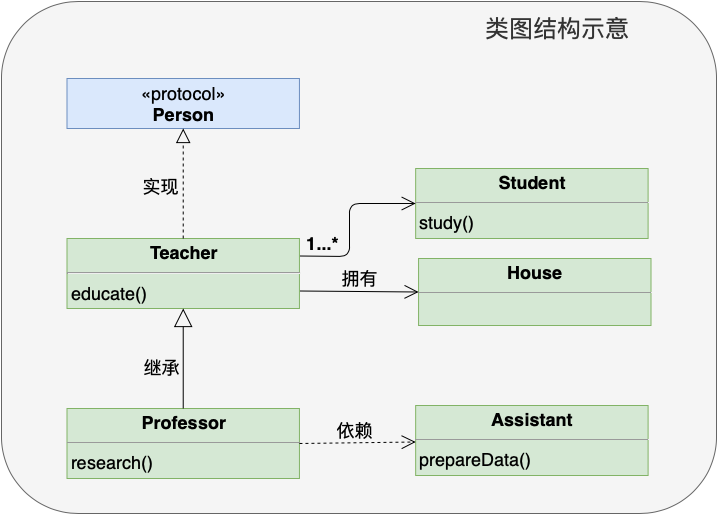 类图结构示意
«protocol»
Person
实现
Student
study()
Teacher
1...*
educate()
拥有
House
继承
Professor
research()
依赖
Assistant
prepareData()